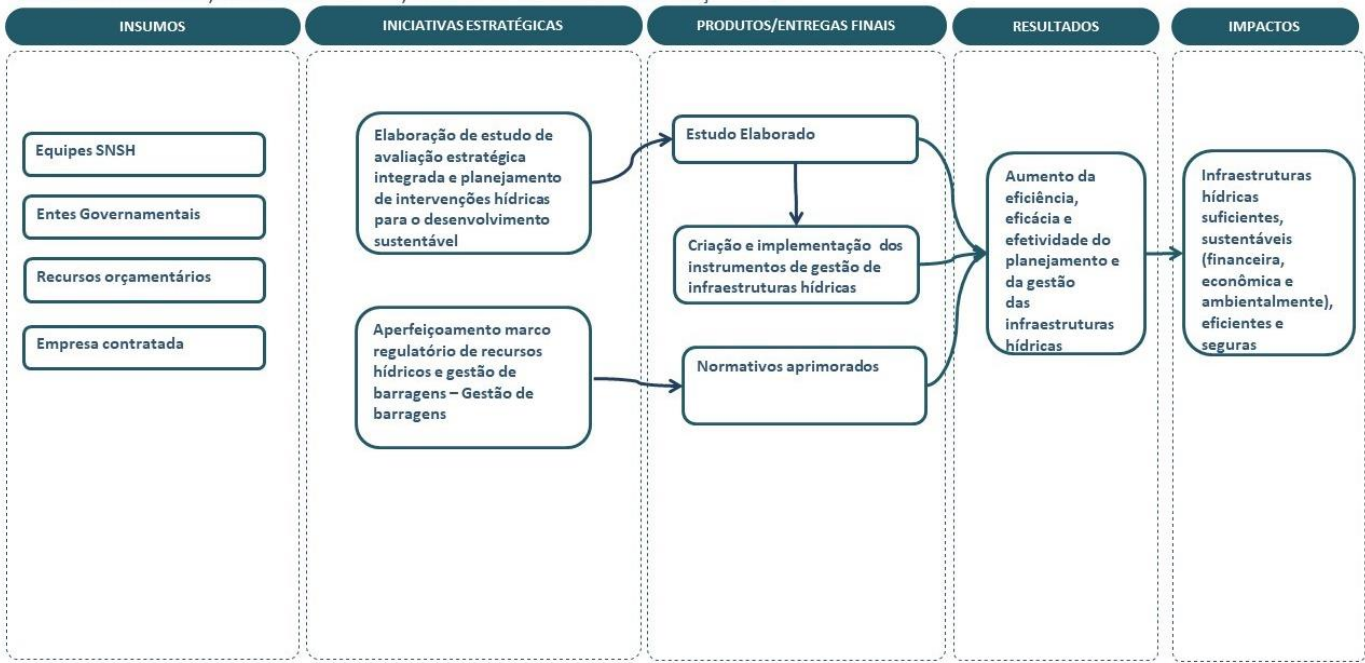 INSUMOS
INICIATIVAS ESTRATÉGICAS
PRODUTOS/ENTREGAS FINAIS
RESULTADOS
IMPACTOS
Equipes SNSH
Entes Governamentais
Recursos orçamentários
Empresa contratada
Elaboração de estudo de
avaliação estratégica
integrada e planejamento
de intervenções hídricas
para o desenvolvimento
sustentável
Aperfeiçoamento marco
regulatório de recursos
hídricos e gestão de
barragens – Gestão de
barragens
Estudo Elaborado
Criação e implementação dos
instrumentos de gestão de
infraestruturas hídricas
Normativos aprimorados
Aumento da
eficiência,
eficácia e
efetividade do
planejamento e
da gestão
das
infraestruturas
hídricas
Infraestruturas
hídricas
suficientes,
sustentáveis
(financeira,
econômica e
ambientalmente),
eficientes e
seguras